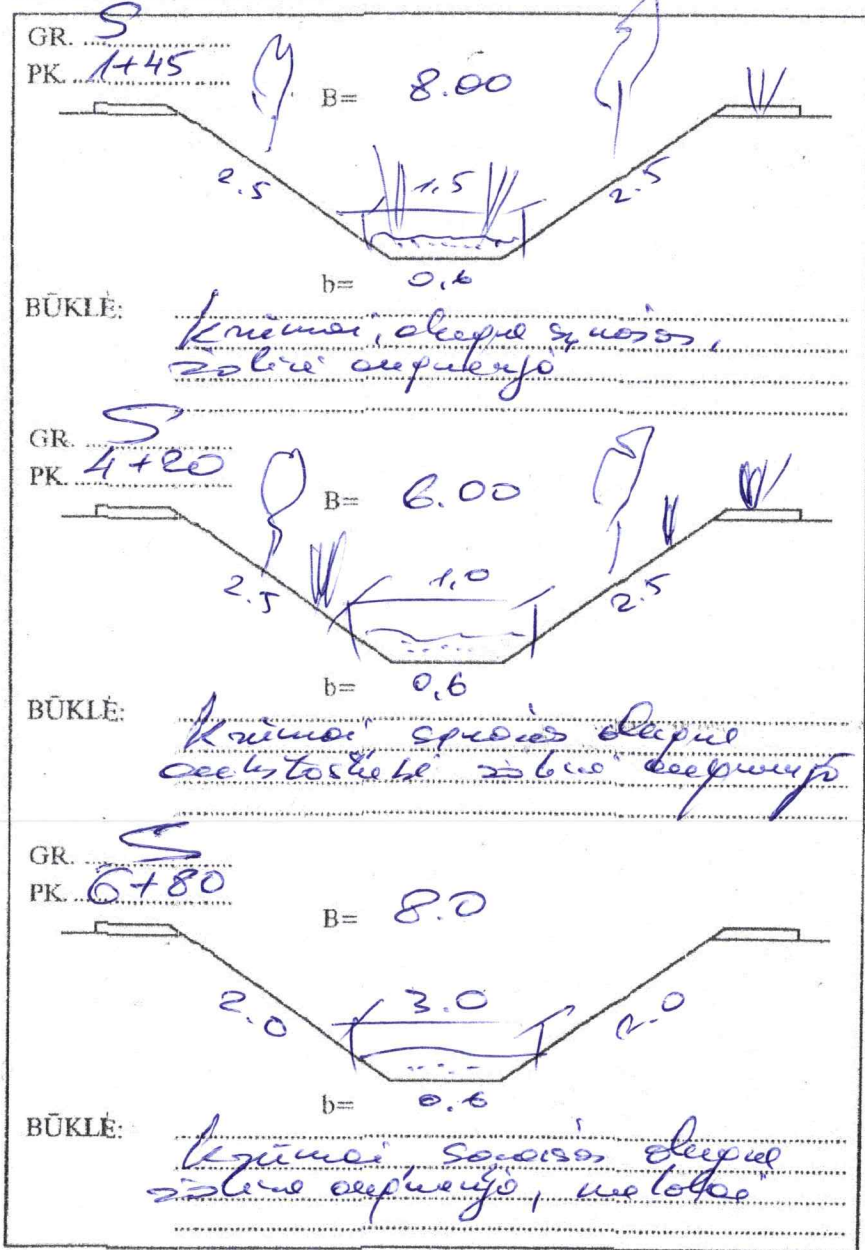 GR. S
PK. 1+45
B= 8.00
2.5
1,5
2.5
b= 0,6
BŪKLĖ:
krūmai, dugne sąnašos,
žolinė augmenija
GR. S
PK. 4+20
B= 6.00
2.5
1,0
2.5
b= 0,6
BŪKLĖ:
Krūmai sąnašos dugne
žolinė augmenija
GR. S
PK. 6+80
B= 8.0
2.0
3.0
2.0
b= 0.6
BŪKLĖ:
Krūmai, sąnašos dugne
žolinė augmenija,